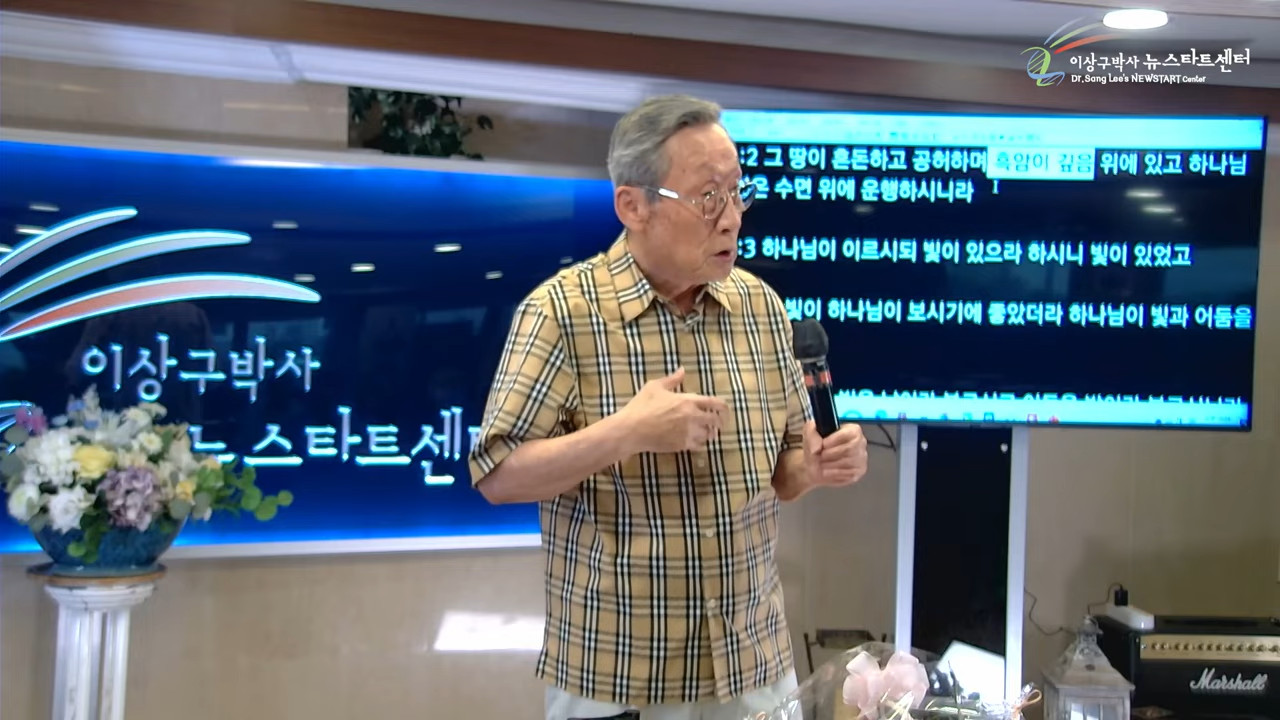 이상구박사 뉴스타트센터
Dr. Sang Lee's NEWSTART Center
:2 그 땅이 혼돈하고 공허하며 흑암이 깊음 위에 있고 하나님
은 수면 위에 운행하시니라
:3 하나님이 이르시되 빛이 있으라 하시니 빛이 있었고
빛이 하나님이 보시기에 좋았더라 하나님이 빛과 어둠을
이상구박사
뉴스타트센
Marshall